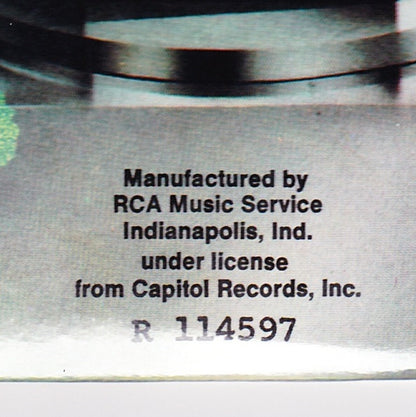 Manufactured by
RCA Music Service
Indianapolis, Ind.
under license
from Capitol Records, Inc.
R 114597